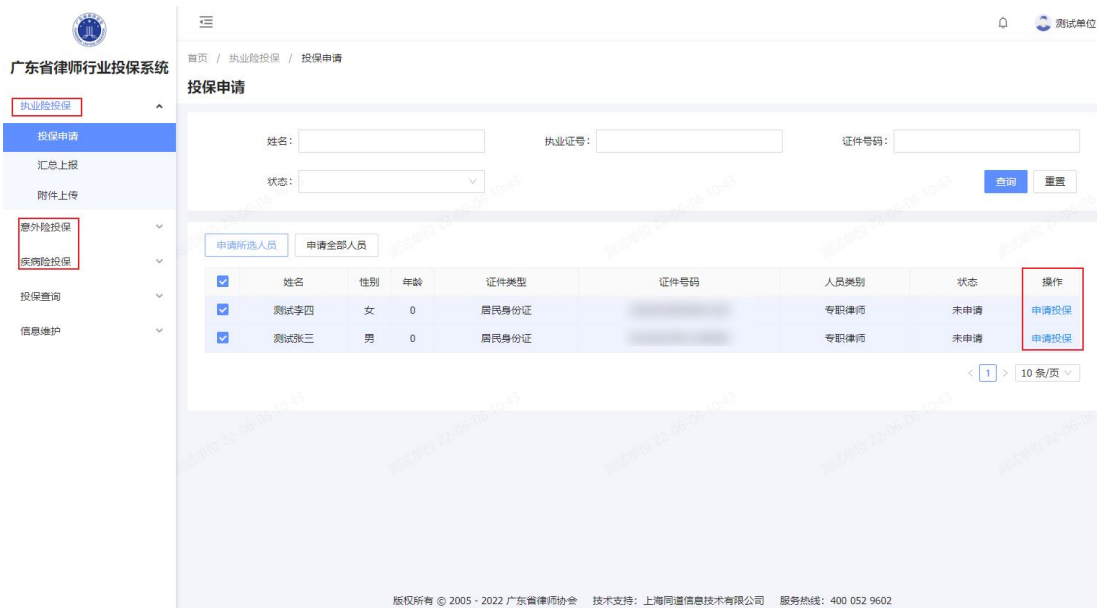 测试单位
广东省律师行业投保系统
首页 / 执业险投保 / 投保申请
投保申请
执业险投保
投保申请
汇总上报
附件上传
意外险投保
疾病险投保
投保查询
信息维护
姓名：
执业证号：
证件号码：
状态：
查询 重置
申请所选人员 申请全部人员
姓名 性别 年龄 证件类型 证件号码 人员类别 状态 操作
测试李四 女 0 居民身份证 专职律师 未申请 申请投保
测试张三 男 0 居民身份证 专职律师 未申请 申请投保
< 1 > 10 条/页
测试单位 22-06-06 10:43
版权所有 © 2005 - 2022 广东省律师协会 技术支持：上海同道信息技术有限公司 服务热线：400 052 9602